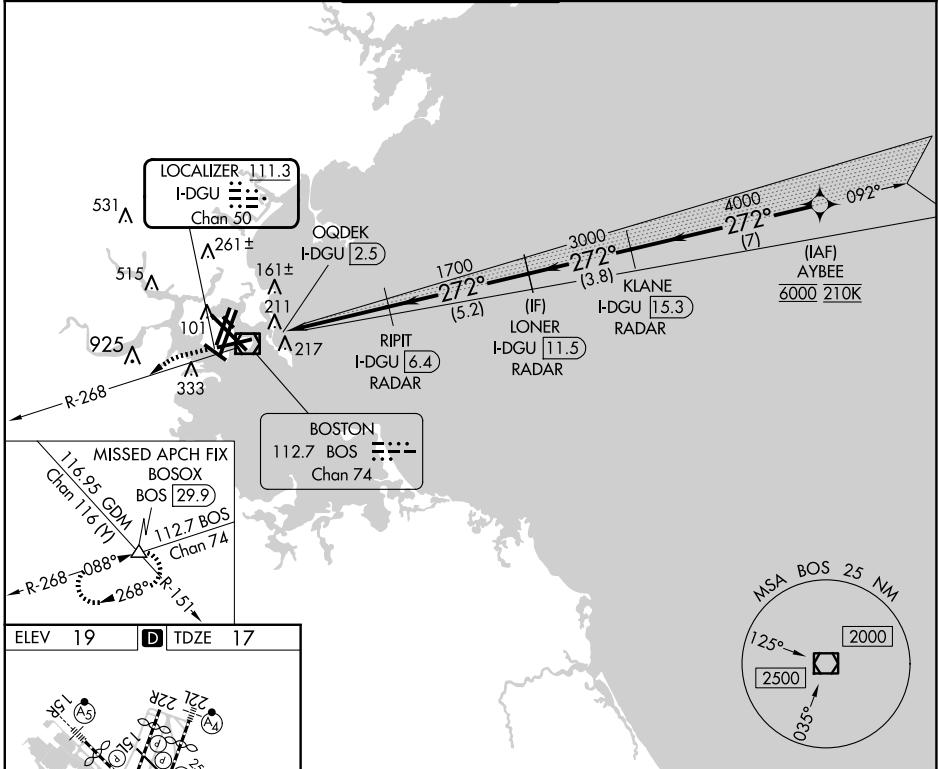 LOCALIZER 111.3
I-DGU
Chan 50
531
261±
515
OQDEK
I-DGU 2.5
161±
211
101
217
925
333
R-268
1700
272°
(5.2)
3000
272°
(3.8)
4000
272°
(7)
092°
RIPIT
I-DGU 6.4
RADAR
(IF)
LONER
I-DGU 11.5
RADAR
KLANE
I-DGU 15.3
RADAR
(IAF)
AYBEE
6000 210K
BOSTON
112.7 BOS
Chan 74
MISSED APCH FIX
BOSOX
BOS 29.9
116.95 GDM
Chan 116 (Y)
112.7 BOS
Chan 74
R-268
088°
268°
R-151
MSA BOS 25 NM
125°
2000
2500
035°
ELEV 19
D
TDZE 17
15R
A5
15L
22R
22L
A4
P
P
P